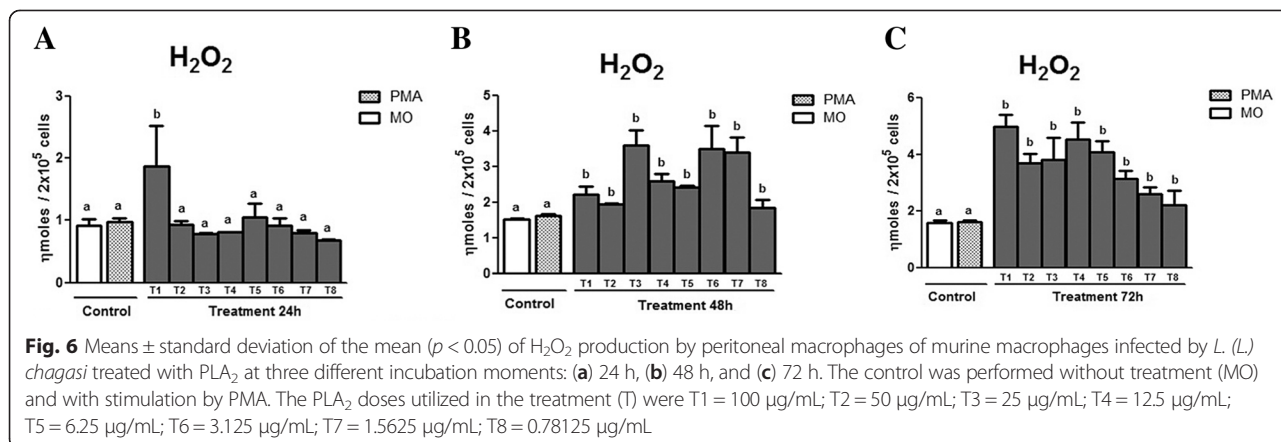 A
H₂O₂
PMA
MO
ηmoles / 2x10⁵ cells
3
2
1
0
a a b a a a a a a a
T1 T2 T3 T4 T5 T6 T7 T8
Control Treatment 24h
B
H₂O₂
PMA
MO
ηmoles / 2x10⁵ cells
5
4
3
2
1
0
a a b b b b b b b b
T1 T2 T3 T4 T5 T6 T7 T8
Control Treatment 48h
C
H₂O₂
PMA
MO
ηmoles / 2x10⁵ cells
6
4
2
0
a a b b b b b b b b
T1 T2 T3 T4 T5 T6 T7 T8
Control Treatment 72h
Fig. 6 Means ± standard deviation of the mean (p < 0.05) of H₂O₂ production by peritoneal macrophages of murine macrophages infected by L. (L.)
chagasi treated with PLA₂ at three different incubation moments: (a) 24 h, (b) 48 h, and (c) 72 h. The control was performed without treatment (MO)
and with stimulation by PMA. The PLA₂ doses utilized in the treatment (T) were T1 = 100 μg/mL; T2 = 50 μg/mL; T3 = 25 μg/mL; T4 = 12.5 μg/mL;
T5 = 6.25 μg/mL; T6 = 3.125 μg/mL; T7 = 1.5625 μg/mL; T8 = 0.78125 μg/mL